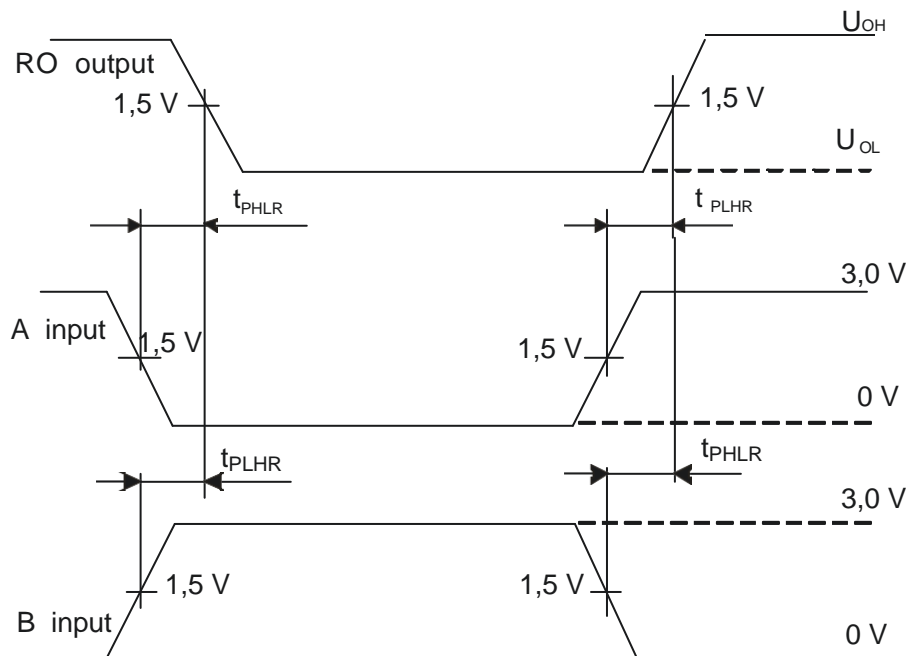 UOH
RO output
1,5 V
1,5 V
UOL
tPHLR
t PLHR
3,0 V
A input
1,5 V
1,5 V
0 V
tPLHR
tPHLR
3,0 V
1,5 V
1,5 V
B input
0 V